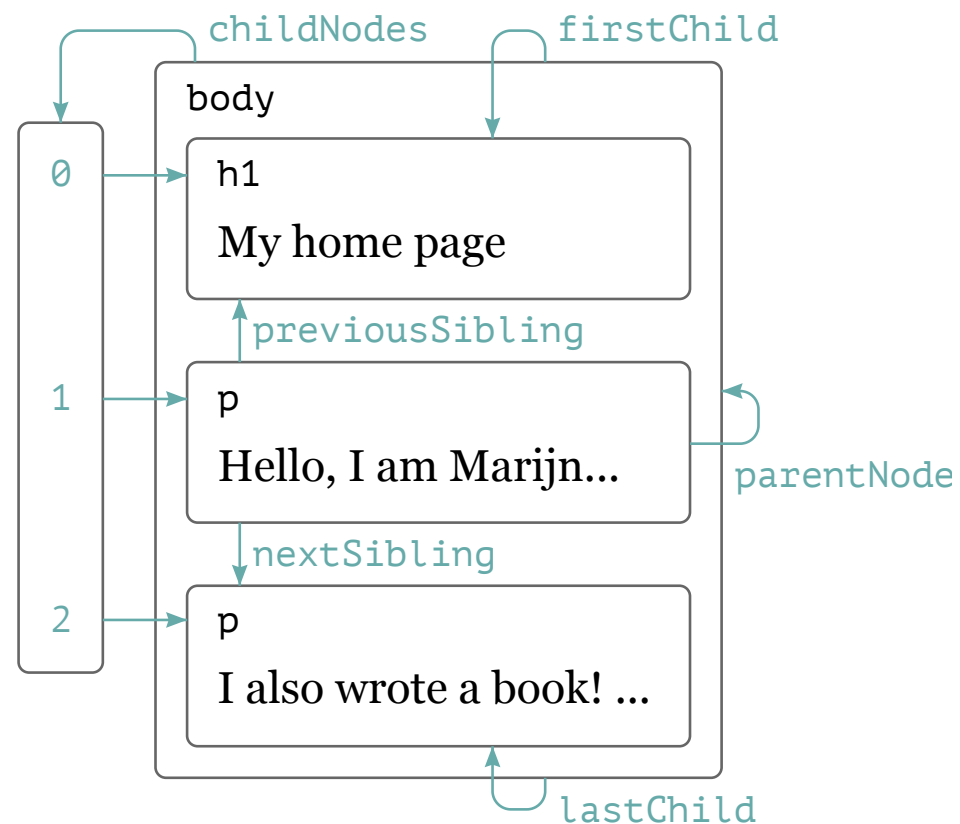 childNodes
firstChild
body
0
h1
My home page
previousSibling
1
p
Hello, I am Marijn...
parentNode
nextSibling
2
p
I also wrote a book! ...
lastChild